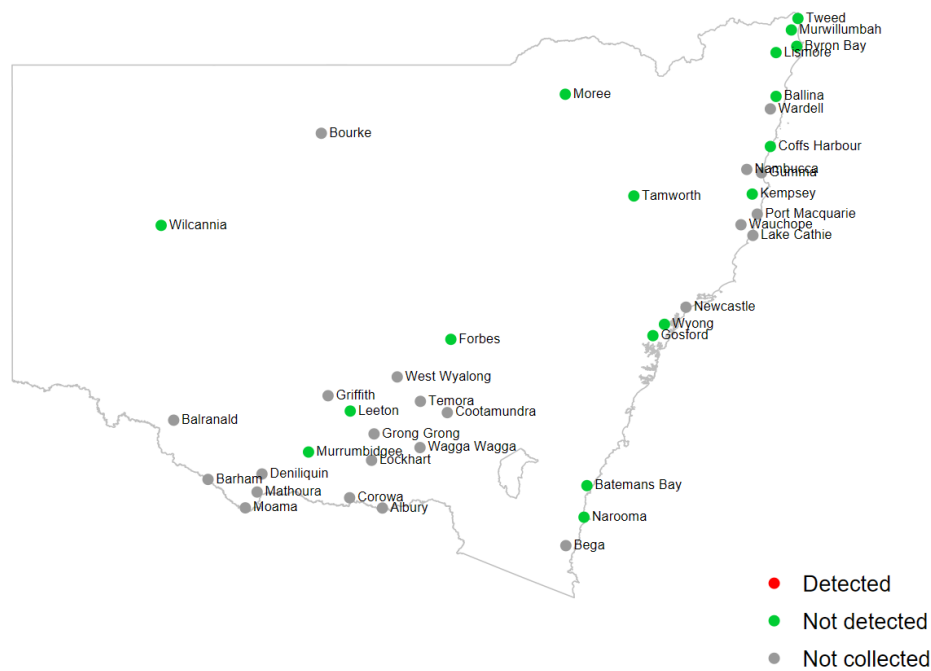 Tweed
Murwillumbah
Byron Bay
Lismore
Moree
Ballina
Wardell
Bourke
Coffs Harbour
Nambucca
Gumma
Kempsey
Tamworth
Port Macquarie
Wilcannia
Wauchope
Lake Cathie
Newcastle
Wyong
Gosford
Forbes
West Wyalong
Griffith
Temora
Leeton
Cootamundra
Balranald
Grong Grong
Wagga Wagga
Murrumbidgee
Lockhart
Deniliquin
Barham
Batemans Bay
Mathoura
Corowa
Moama
Albury
Narooma
Bega
Detected
Not detected
Not collected